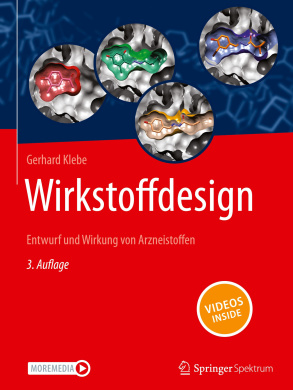 Gerhard Klebe
Wirkstoffdesign
Entwurf und Wirkung von Arzneistoffen
3. Auflage
VIDEOS
INSIDE
MOREMEDIA
Springer Spektrum